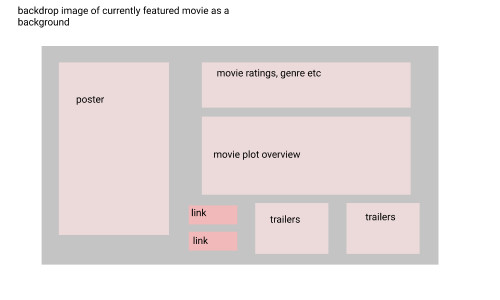 backdrop image of currently featured movie as a
background
movie ratings, genre etc
poster
movie plot overview
link
trailers
trailers
link